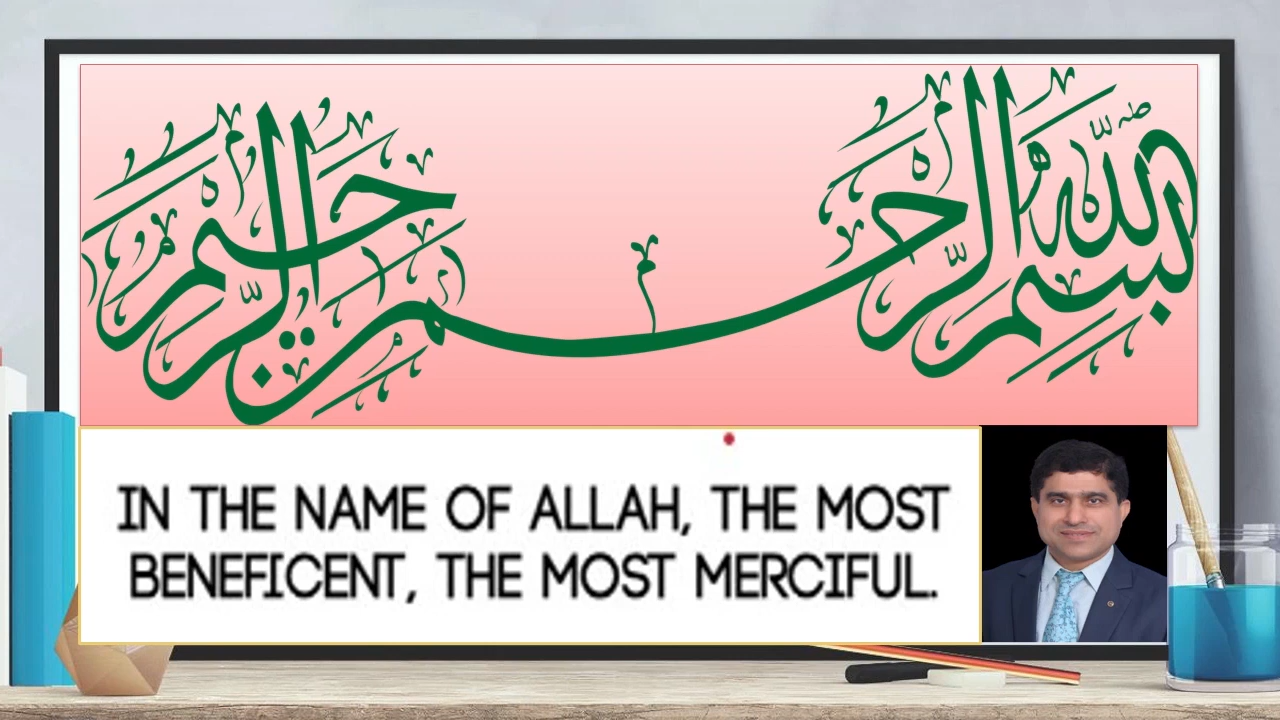 بسم الله الرحمن الرحيم
IN THE NAME OF ALLAH, THE MOST
BENEFICENT, THE MOST MERCIFUL.